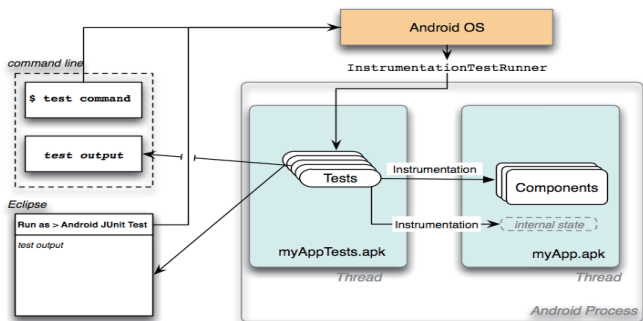 Android OS
command line
InstrumentationTestRunner
$ test command
test output
Tests
Instrumentation
Components
Instrumentation
internal state
Eclipse
Run as > Android JUnit Test
test output
myAppTests.apk
myApp.apk
Thread
Thread
Android Process